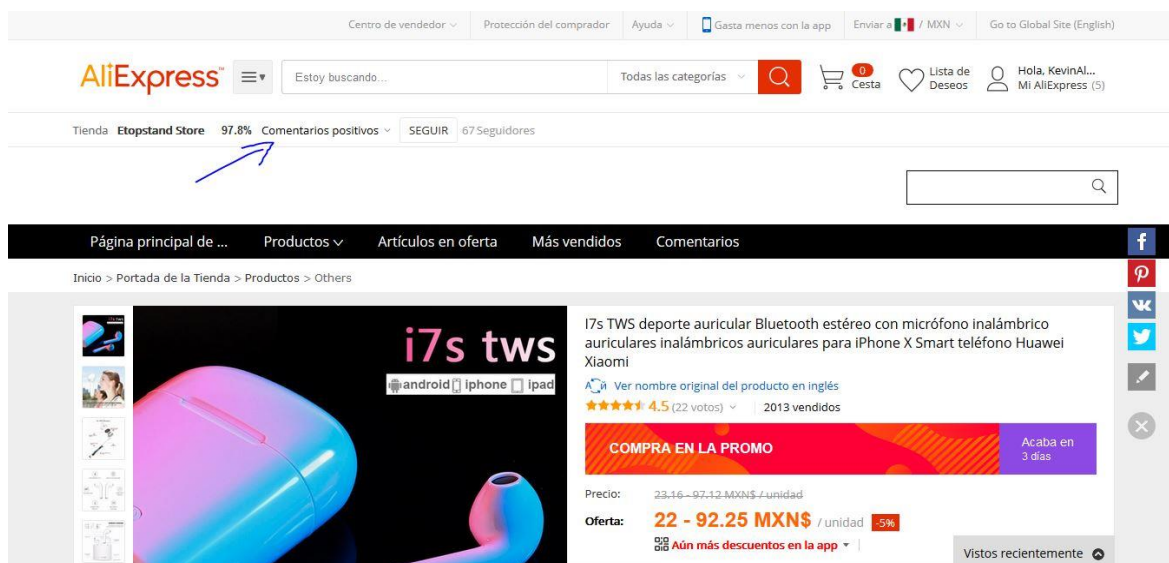 Centro de vendedor Protección del comprador Ayuda Gasta menos con la app Enviar a / MXN Go to Global Site (English)
AliExpress™ Estoy buscando... Todas las categorías 0 Cesta Lista de Deseos Hola, KevinAl... Mi AliExpress (5)
Tienda Etopstand Store 97.8% Comentarios positivos SEGUIR 67 Seguidores
Página principal de ... Productos Artículos en oferta Más vendidos Comentarios
Inicio > Portada de la Tienda > Productos > Others
i7s tws
android iphone ipad
I7s TWS deporte auricular Bluetooth estéreo con micrófono inalámbrico
auriculares inalámbricos auriculares para iPhone X Smart teléfono Huawei
Xiaomi
Ver nombre original del producto en inglés
4.5 (22 votos) 2013 vendidos
COMPRA EN LA PROMO
Acaba en
3 días
Precio: 23.16 - 97.12 MXN$ / unidad
Oferta: 22 - 92.25 MXN$ / unidad -5%
Aún más descuentos en la app
Vistos recientemente